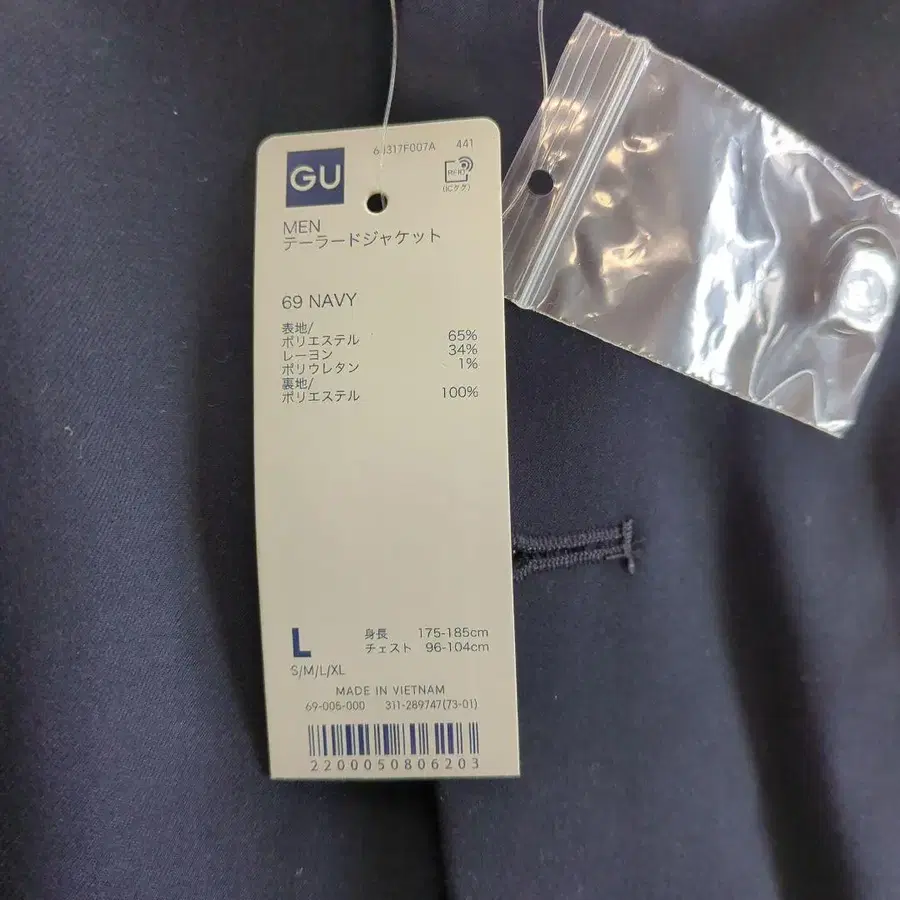 GU
317F007A 441
RFID
(ICタグ)
MEN
テーラードジャケット
69 NAVY
表地/
ポリエステル 65%
レーヨン 34%
ポリウレタン 1%
裏地/
ポリエステル 100%
L 身長 175-185cm
チェスト 96-104cm
S/M/L/XL
MADE IN VIETNAM
69-005-000 311-289747(73-01)
2200050806203